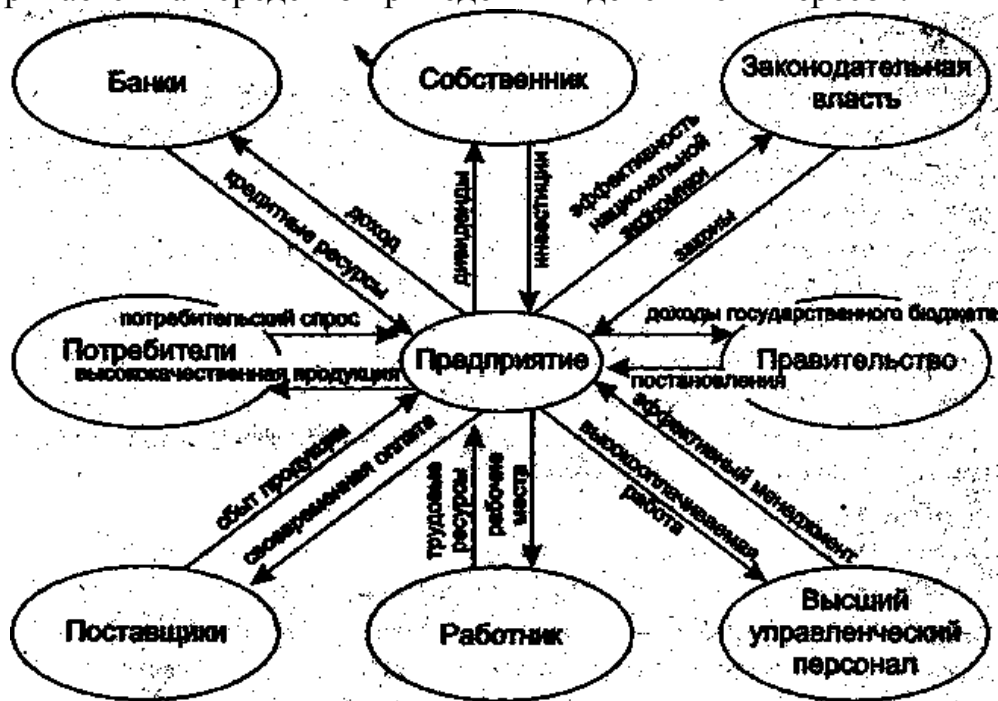 Банки
Собственник
Законодательная
власть
кредитные ресурсы
доход
дивиденды
инвестиции
эффективность
национальной
экономики
законы
потребительский спрос
Потребители
высококачественная продукция
Предприятие
доходы государственного бюджета
Правительство
постановления
сбыт продукции
своевременная оплата
трудовые
ресурсы
рабочие
места
высокооплачиваемая
работа
эффективный менеджмент
Поставщики
Работник
Высший
управленческий
персонал